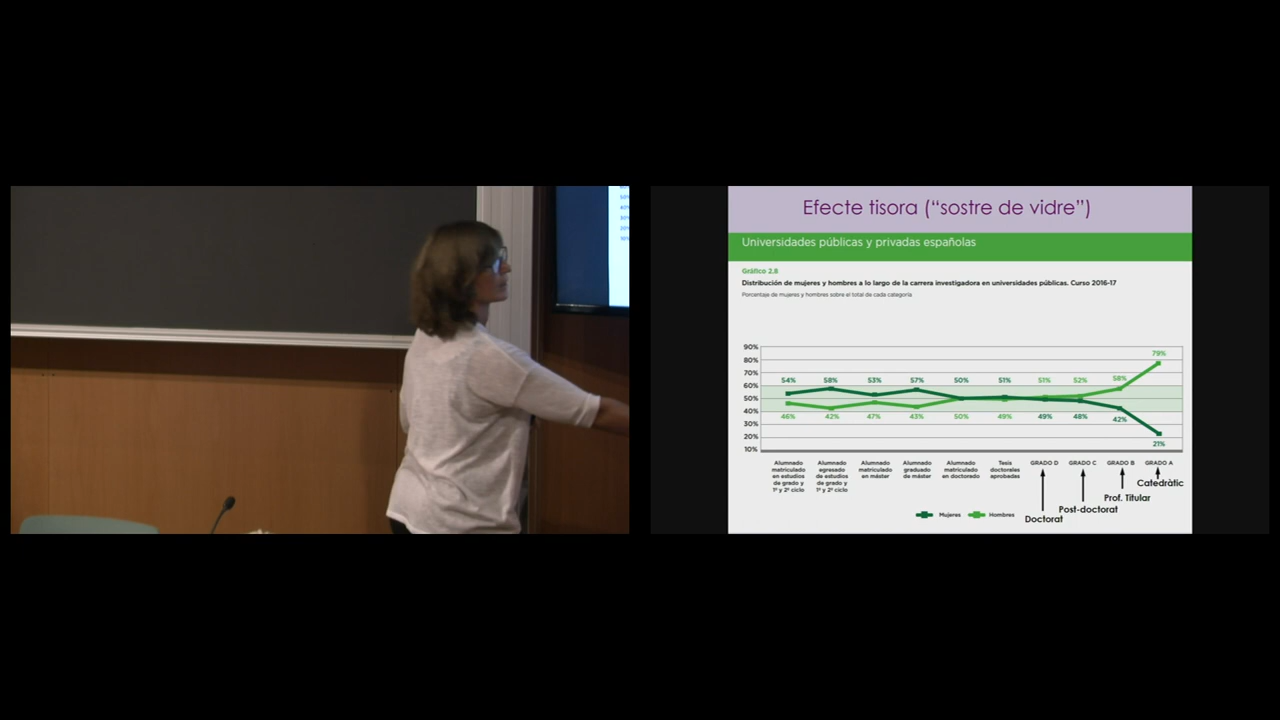 Efecte tisora (“sostre de vidre”)
Universidades públicas y privadas españolas
Gráfico 2.8
Distribución de mujeres y hombres a lo largo de la carrera investigadora en universidades públicas. Curso 2016-17
Porcentaje de mujeres y hombres sobre el total de cada categoría
90%
80%
70%
60%
50%
40%
30%
20%
10%
54% 58% 53% 57% 50% 51% 51% 52% 58% 79%
46% 42% 47% 43% 50% 49% 49% 48% 42% 21%
Alumnado
matriculado
en estudios
de grado y
1º y 2º ciclo
Alumnado
egresado
de estudios
de grado y
1º y 2º ciclo
Alumnado
matriculado
en máster
Alumnado
graduado
de máster
Alumnado
matriculado
en doctorado
Tesis
doctorales
aprobadas
GRADO D
GRADO C
GRADO B
GRADO A
Catedràtic
Prof. Titular
Post-doctorat
Doctorat
Mujeres Hombres